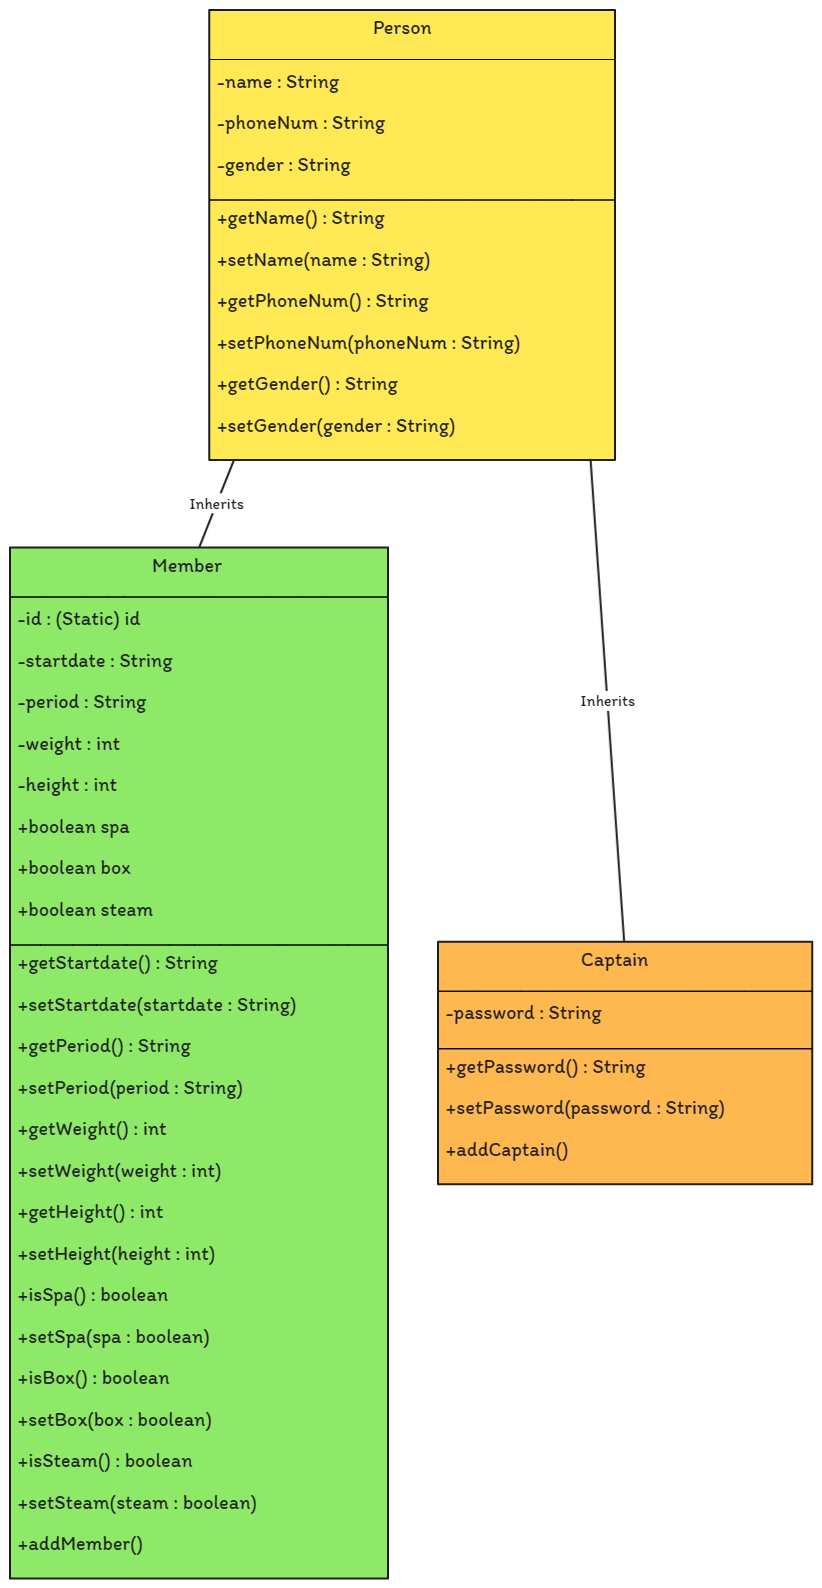 Person
-name : String
-phoneNum : String
-gender : String
+getName() : String
+setName(name : String)
+getPhoneNum() : String
+setPhoneNum(phoneNum : String)
+getGender() : String
+setGender(gender : String)
Inherits
Member
-id : (Static) id
-startdate : String
-period : String
-weight : int
-height : int
+boolean spa
+boolean box
+boolean steam
+getStartdate() : String
+setStartdate(startdate : String)
+getPeriod() : String
+setPeriod(period : String)
+getWeight() : int
+setWeight(weight : int)
+getHeight() : int
+setHeight(height : int)
+isSpa() : boolean
+setSpa(spa : boolean)
+isBox() : boolean
+setBox(box : boolean)
+isSteam() : boolean
+setSteam(steam : boolean)
+addMember()
Inherits
Captain
-password : String
+getPassword() : String
+setPassword(password : String)
+addCaptain()